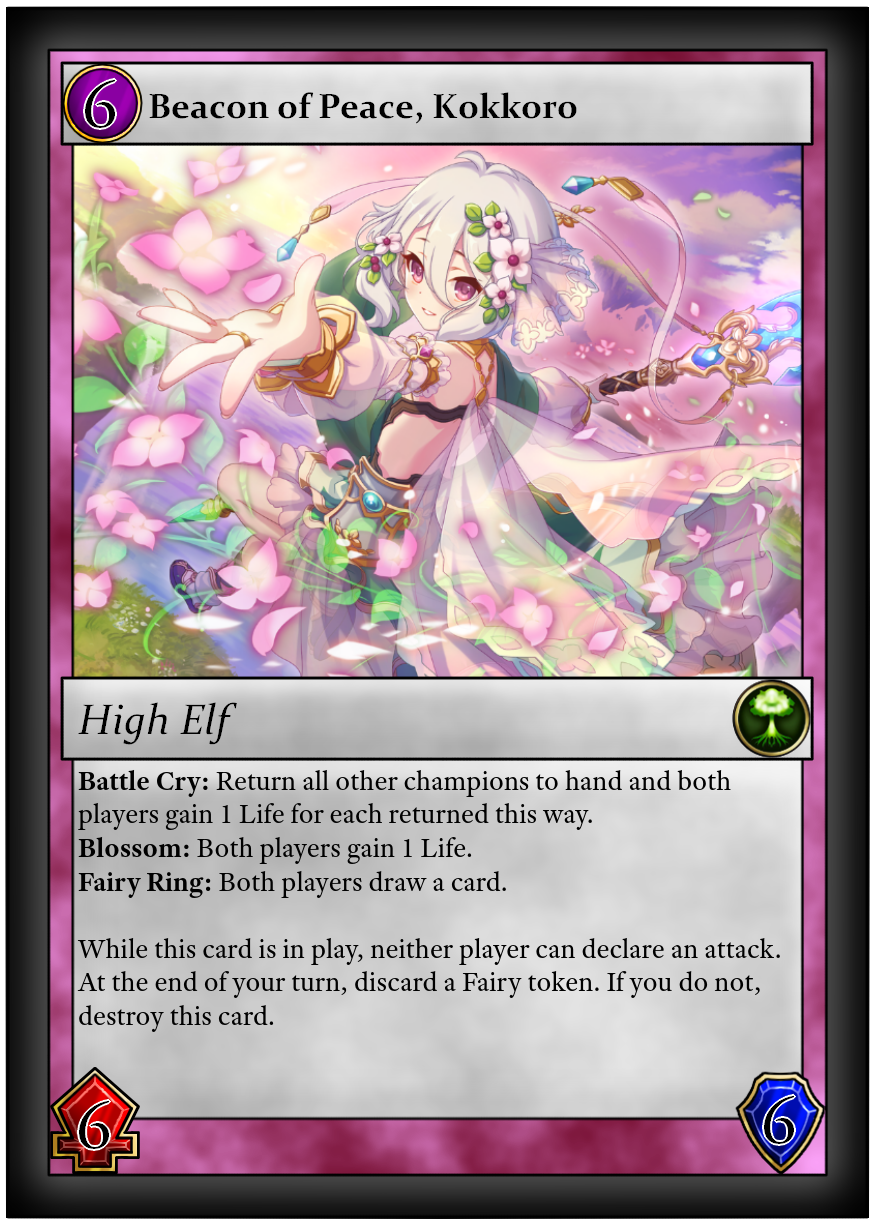 6
Beacon of Peace, Kokkoro
High Elf
Battle Cry: Return all other champions to hand and both
players gain 1 Life for each returned this way.
Blossom: Both players gain 1 Life.
Fairy Ring: Both players draw a card.
While this card is in play, neither player can declare an attack.
At the end of your turn, discard a Fairy token. If you do not,
destroy this card.
6
6